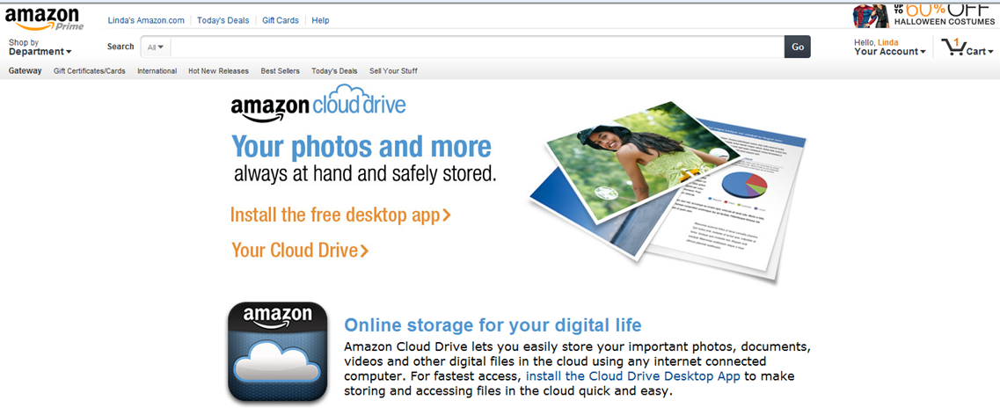 amazon
Prime
Linda's Amazon.com Today's Deals Gift Cards Help
UP TO 60% OFF
HALLOWEEN COSTUMES
Shop by
Department
Search All Go
Hello, Linda
Your Account
1
Cart
Gateway Gift Certificates/Cards International Hot New Releases Best Sellers Today's Deals Sell Your Stuff
amazon cloud drive
Your photos and more
always at hand and safely stored.
Install the free desktop app
Your Cloud Drive
amazon
Online storage for your digital life
Amazon Cloud Drive lets you easily store your important photos, documents,
videos and other digital files in the cloud using any internet connected
computer. For fastest access, install the Cloud Drive Desktop App to make
storing and accessing files in the cloud quick and easy.